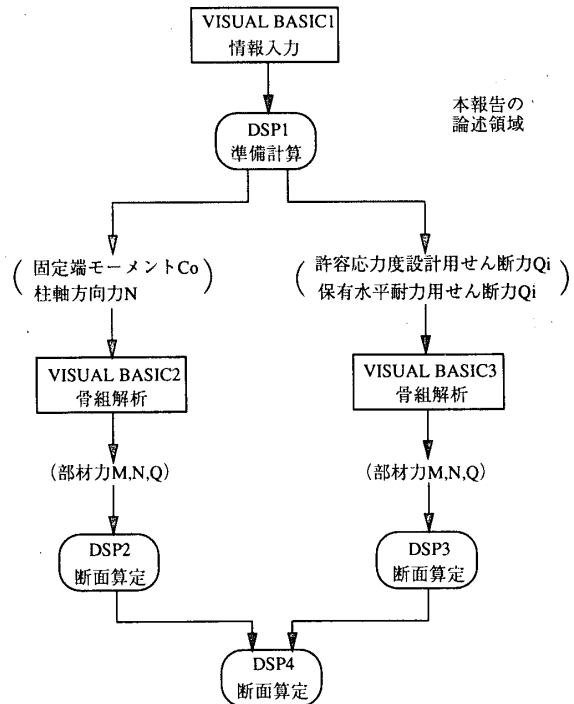 VISUAL BASIC1
情報入力
本報告の
論述領域
DSP1
準備計算
固定端モーメントCo
柱軸方向力N
許容応力度設計用せん断力Qi
保有水平耐力用せん断力Qi
VISUAL BASIC2
骨組解析
VISUAL BASIC3
骨組解析
(部材力M,N,Q)
(部材力M,N,Q)
DSP2
断面算定
DSP3
断面算定
DSP4
断面算定